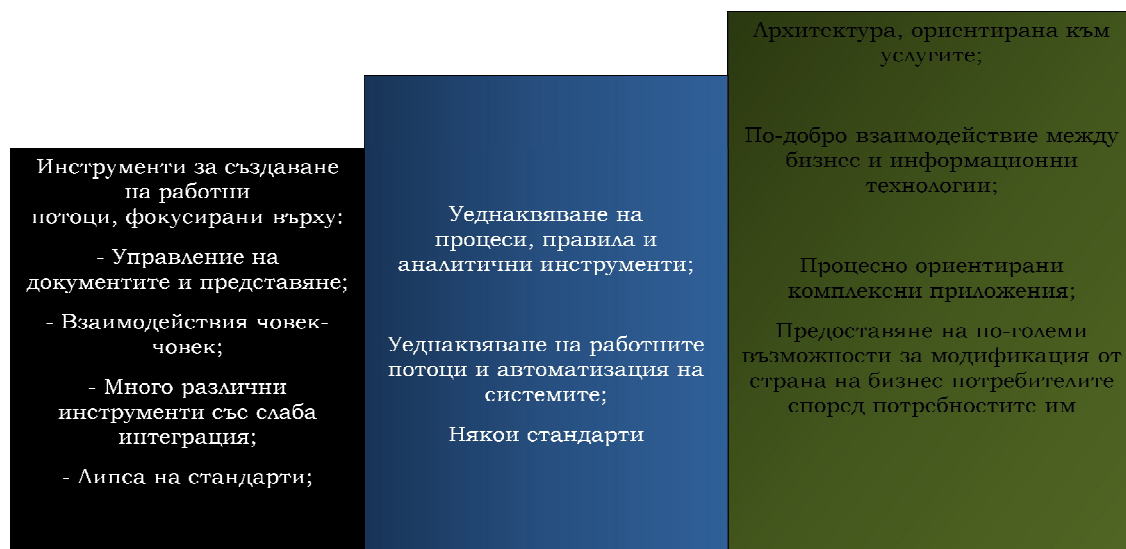 Инструменти за създаване
на работни
потоци, фокусирани върху:
- Управление на
документите и представяне;
- Взаимодействия човек-
човек;
- Много различни
инструменти със слаба
интеграция;
- Липса на стандарти;
Уеднаквяване на
процеси, правила и
аналитични инструменти;
Уеднаквяване на работните
потоци и автоматизация на
системите;
Някои стандарти
Архитектура, ориентирана към
услугите;
По-добро взаимодействие между
бизнес и информационни
технологии;
Процесно ориентирани
комплексни приложения;
Предоставяне на по-големи
възможности за модификация от
страна на бизнес потребителите
според потребностите им